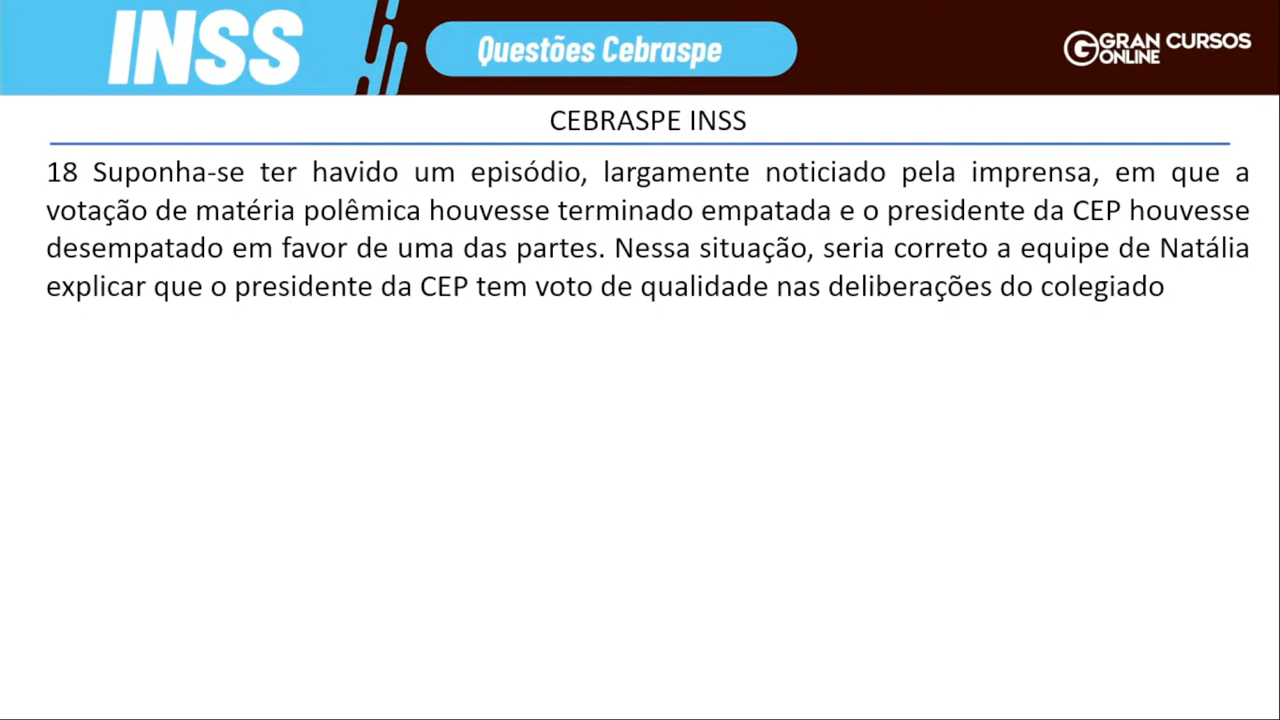 INSS
Questões Cebraspe
GRAN CURSOS
ONLINE
CEBRASPE INSS
18 Suponha-se ter havido um episódio, largamente noticiado pela imprensa, em que a
votação de matéria polêmica houvesse terminado empatada e o presidente da CEP houvesse
desempatado em favor de uma das partes. Nessa situação, seria correto a equipe de Natália
explicar que o presidente da CEP tem voto de qualidade nas deliberações do colegiado